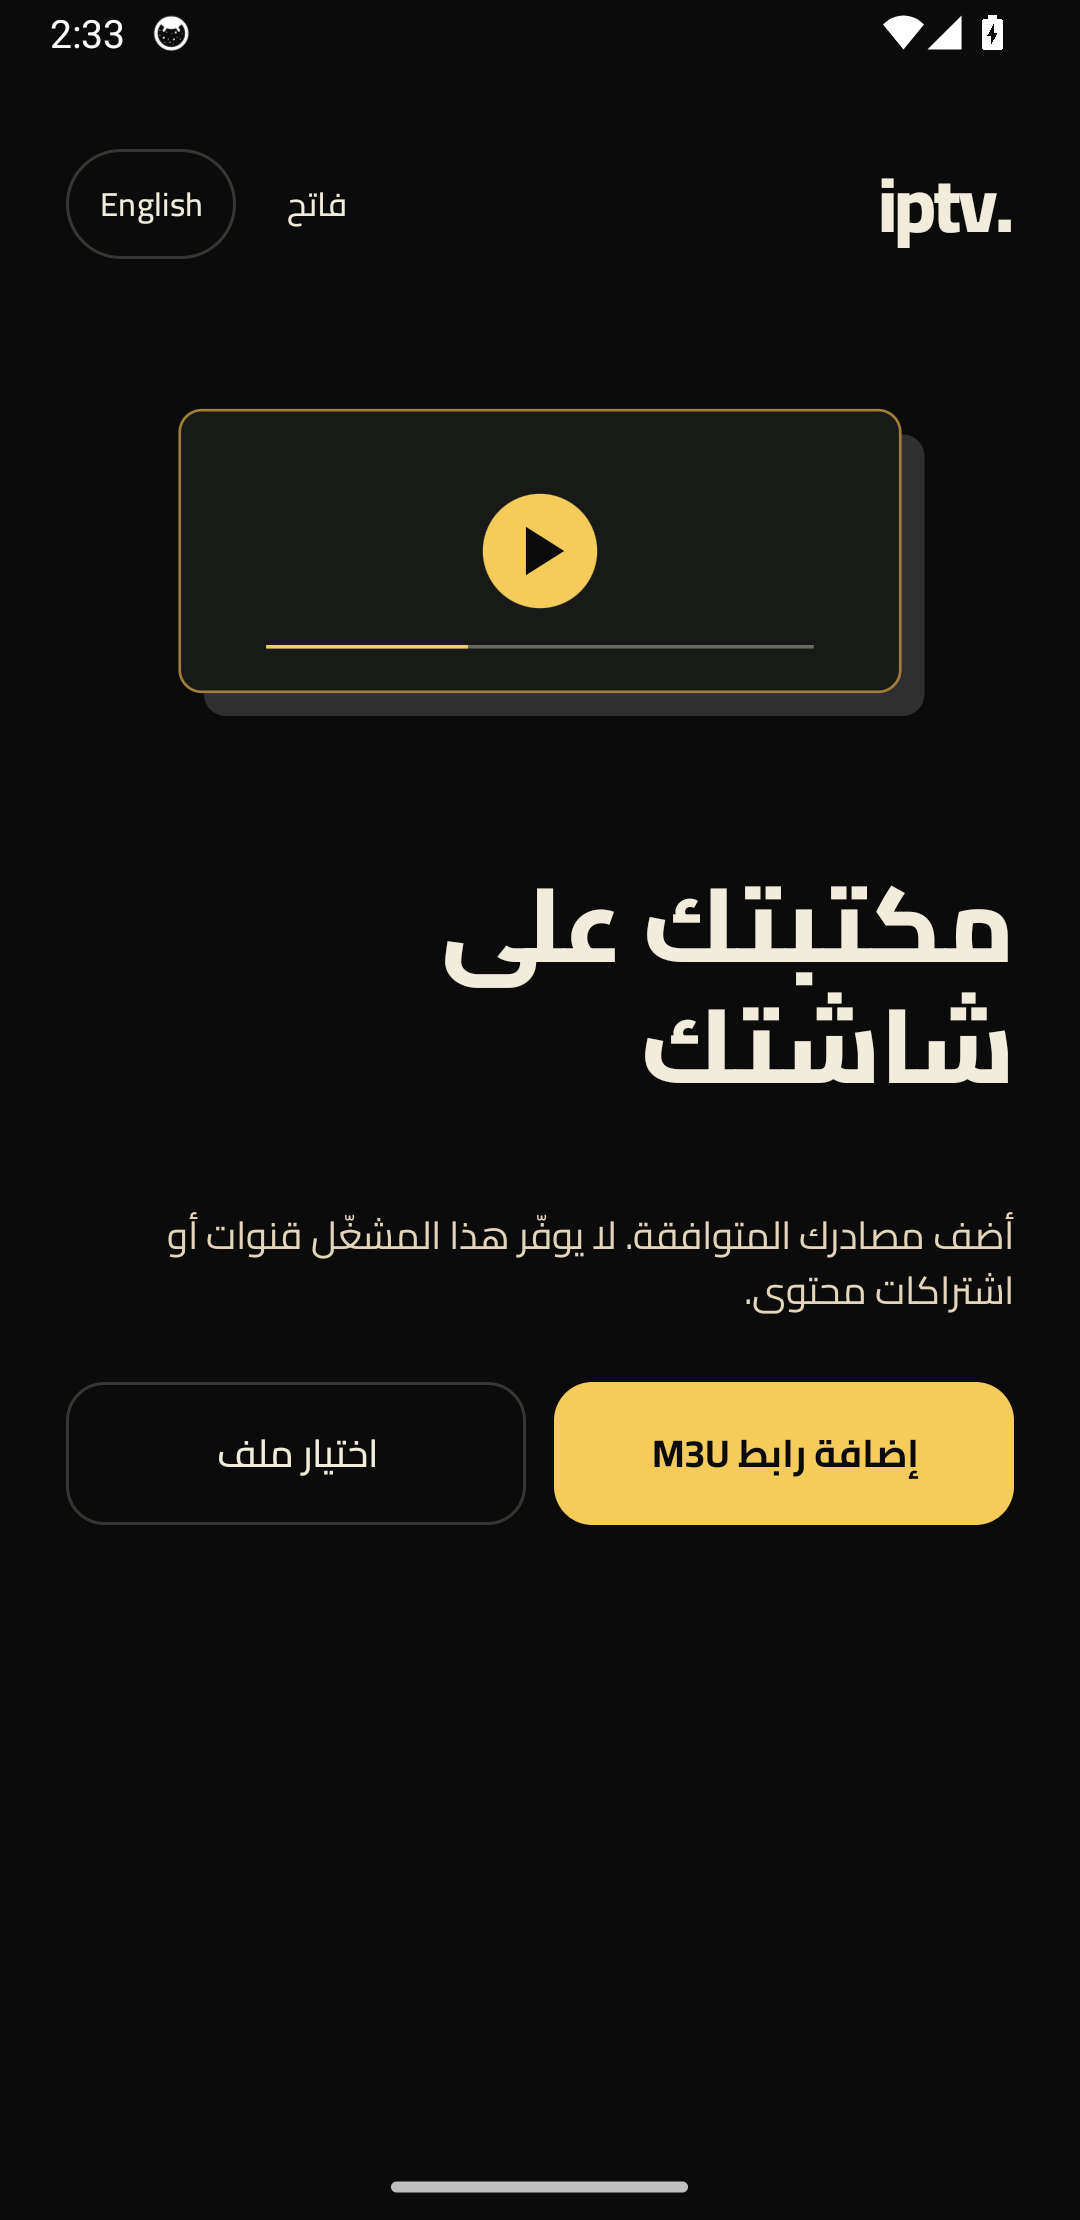 2:33
iptv.
فاتح
English
مكتبتك على
شاشتك
أضف مصادرك المتوافقة. لا يوفّر هذا المشغّل قنوات أو
اشتراكات محتوى.
إضافة رابط M3U
اختيار ملف